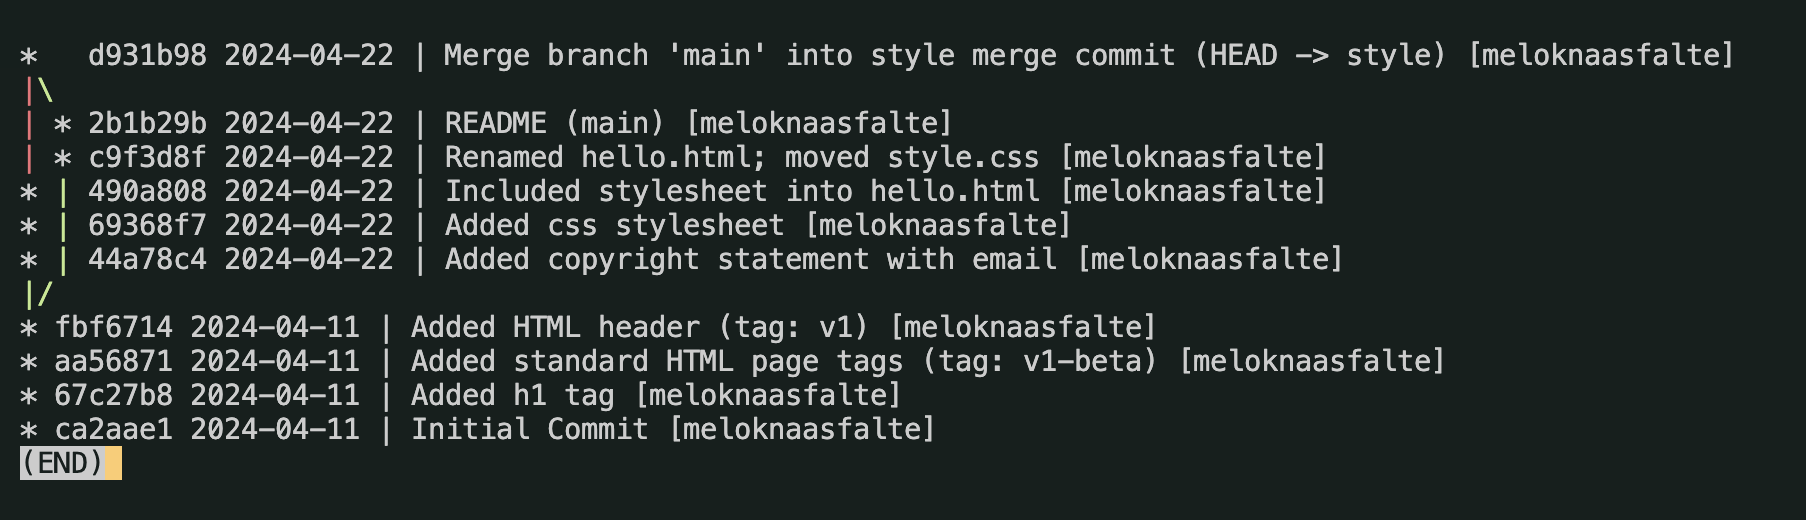 *   d931b98 2024-04-22 | Merge branch 'main' into style merge commit (HEAD -> style) [meloknaasfalte]
|\
| * 2b1b29b 2024-04-22 | README (main) [meloknaasfalte]
| * c9f3d8f 2024-04-22 | Renamed hello.html; moved style.css [meloknaasfalte]
* | 490a808 2024-04-22 | Included stylesheet into hello.html [meloknaasfalte]
* | 69368f7 2024-04-22 | Added css stylesheet [meloknaasfalte]
* | 44a78c4 2024-04-22 | Added copyright statement with email [meloknaasfalte]
|/
* fbf6714 2024-04-11 | Added HTML header (tag: v1) [meloknaasfalte]
* aa56871 2024-04-11 | Added standard HTML page tags (tag: v1-beta) [meloknaasfalte]
* 67c27b8 2024-04-11 | Added h1 tag [meloknaasfalte]
* ca2aae1 2024-04-11 | Initial Commit [meloknaasfalte]
(END)